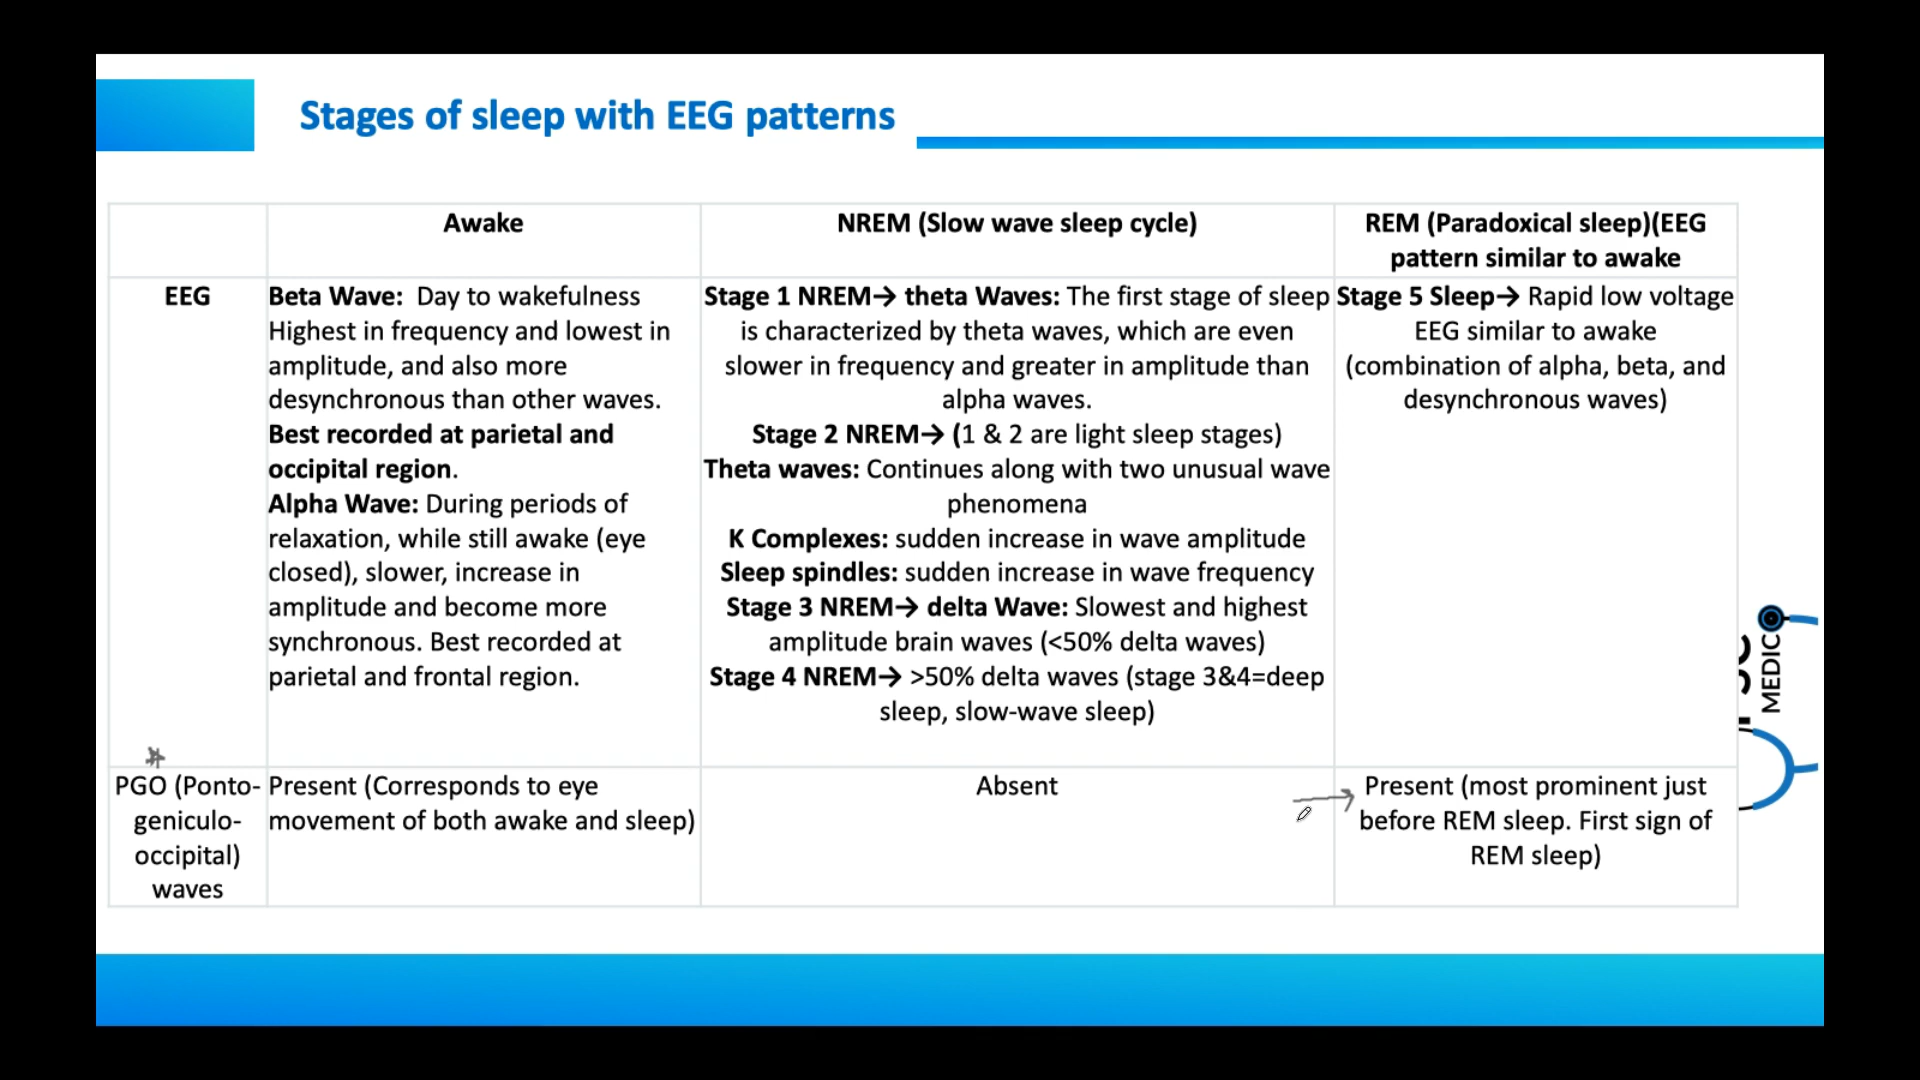 Stages of sleep with EEG patterns
Awake
NREM (Slow wave sleep cycle)
REM (Paradoxical sleep)(EEG
pattern similar to awake
EEG
Beta Wave:  Day to wakefulness
Highest in frequency and lowest in
amplitude, and also more
desynchronous than other waves.
Best recorded at parietal and
occipital region.
Alpha Wave: During periods of
relaxation, while still awake (eye
closed), slower, increase in
amplitude and become more
synchronous. Best recorded at
parietal and frontal region.
Stage 1 NREM→ theta Waves: The first stage of sleep
is characterized by theta waves, which are even
slower in frequency and greater in amplitude than
alpha waves.
Stage 2 NREM→ (1 & 2 are light sleep stages)
Theta waves: Continues along with two unusual wave
phenomena
K Complexes: sudden increase in wave amplitude
Sleep spindles: sudden increase in wave frequency
Stage 3 NREM→ delta Wave: Slowest and highest
amplitude brain waves (<50% delta waves)
Stage 4 NREM→ >50% delta waves (stage 3&4=deep
sleep, slow-wave sleep)
Stage 5 Sleep→ Rapid low voltage
EEG similar to awake
(combination of alpha, beta, and
desynchronous waves)
PGO (Ponto-
geniculo-
occipital)
waves
Present (Corresponds to eye
movement of both awake and sleep)
Absent
Present (most prominent just
before REM sleep. First sign of
REM sleep)
MEDIC